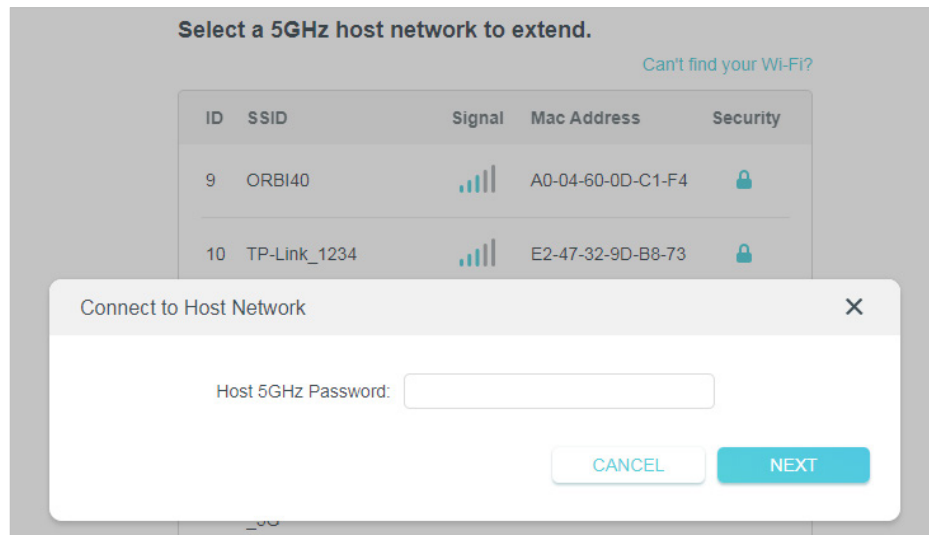 Select a 5GHz host network to extend.
Can't find your Wi-Fi?
ID SSID Signal Mac Address Security
9 ORBI40 A0-04-60-0D-C1-F4
10 TP-Link_1234 E2-47-32-9D-B8-73
Connect to Host Network
Host 5GHz Password:
CANCEL NEXT